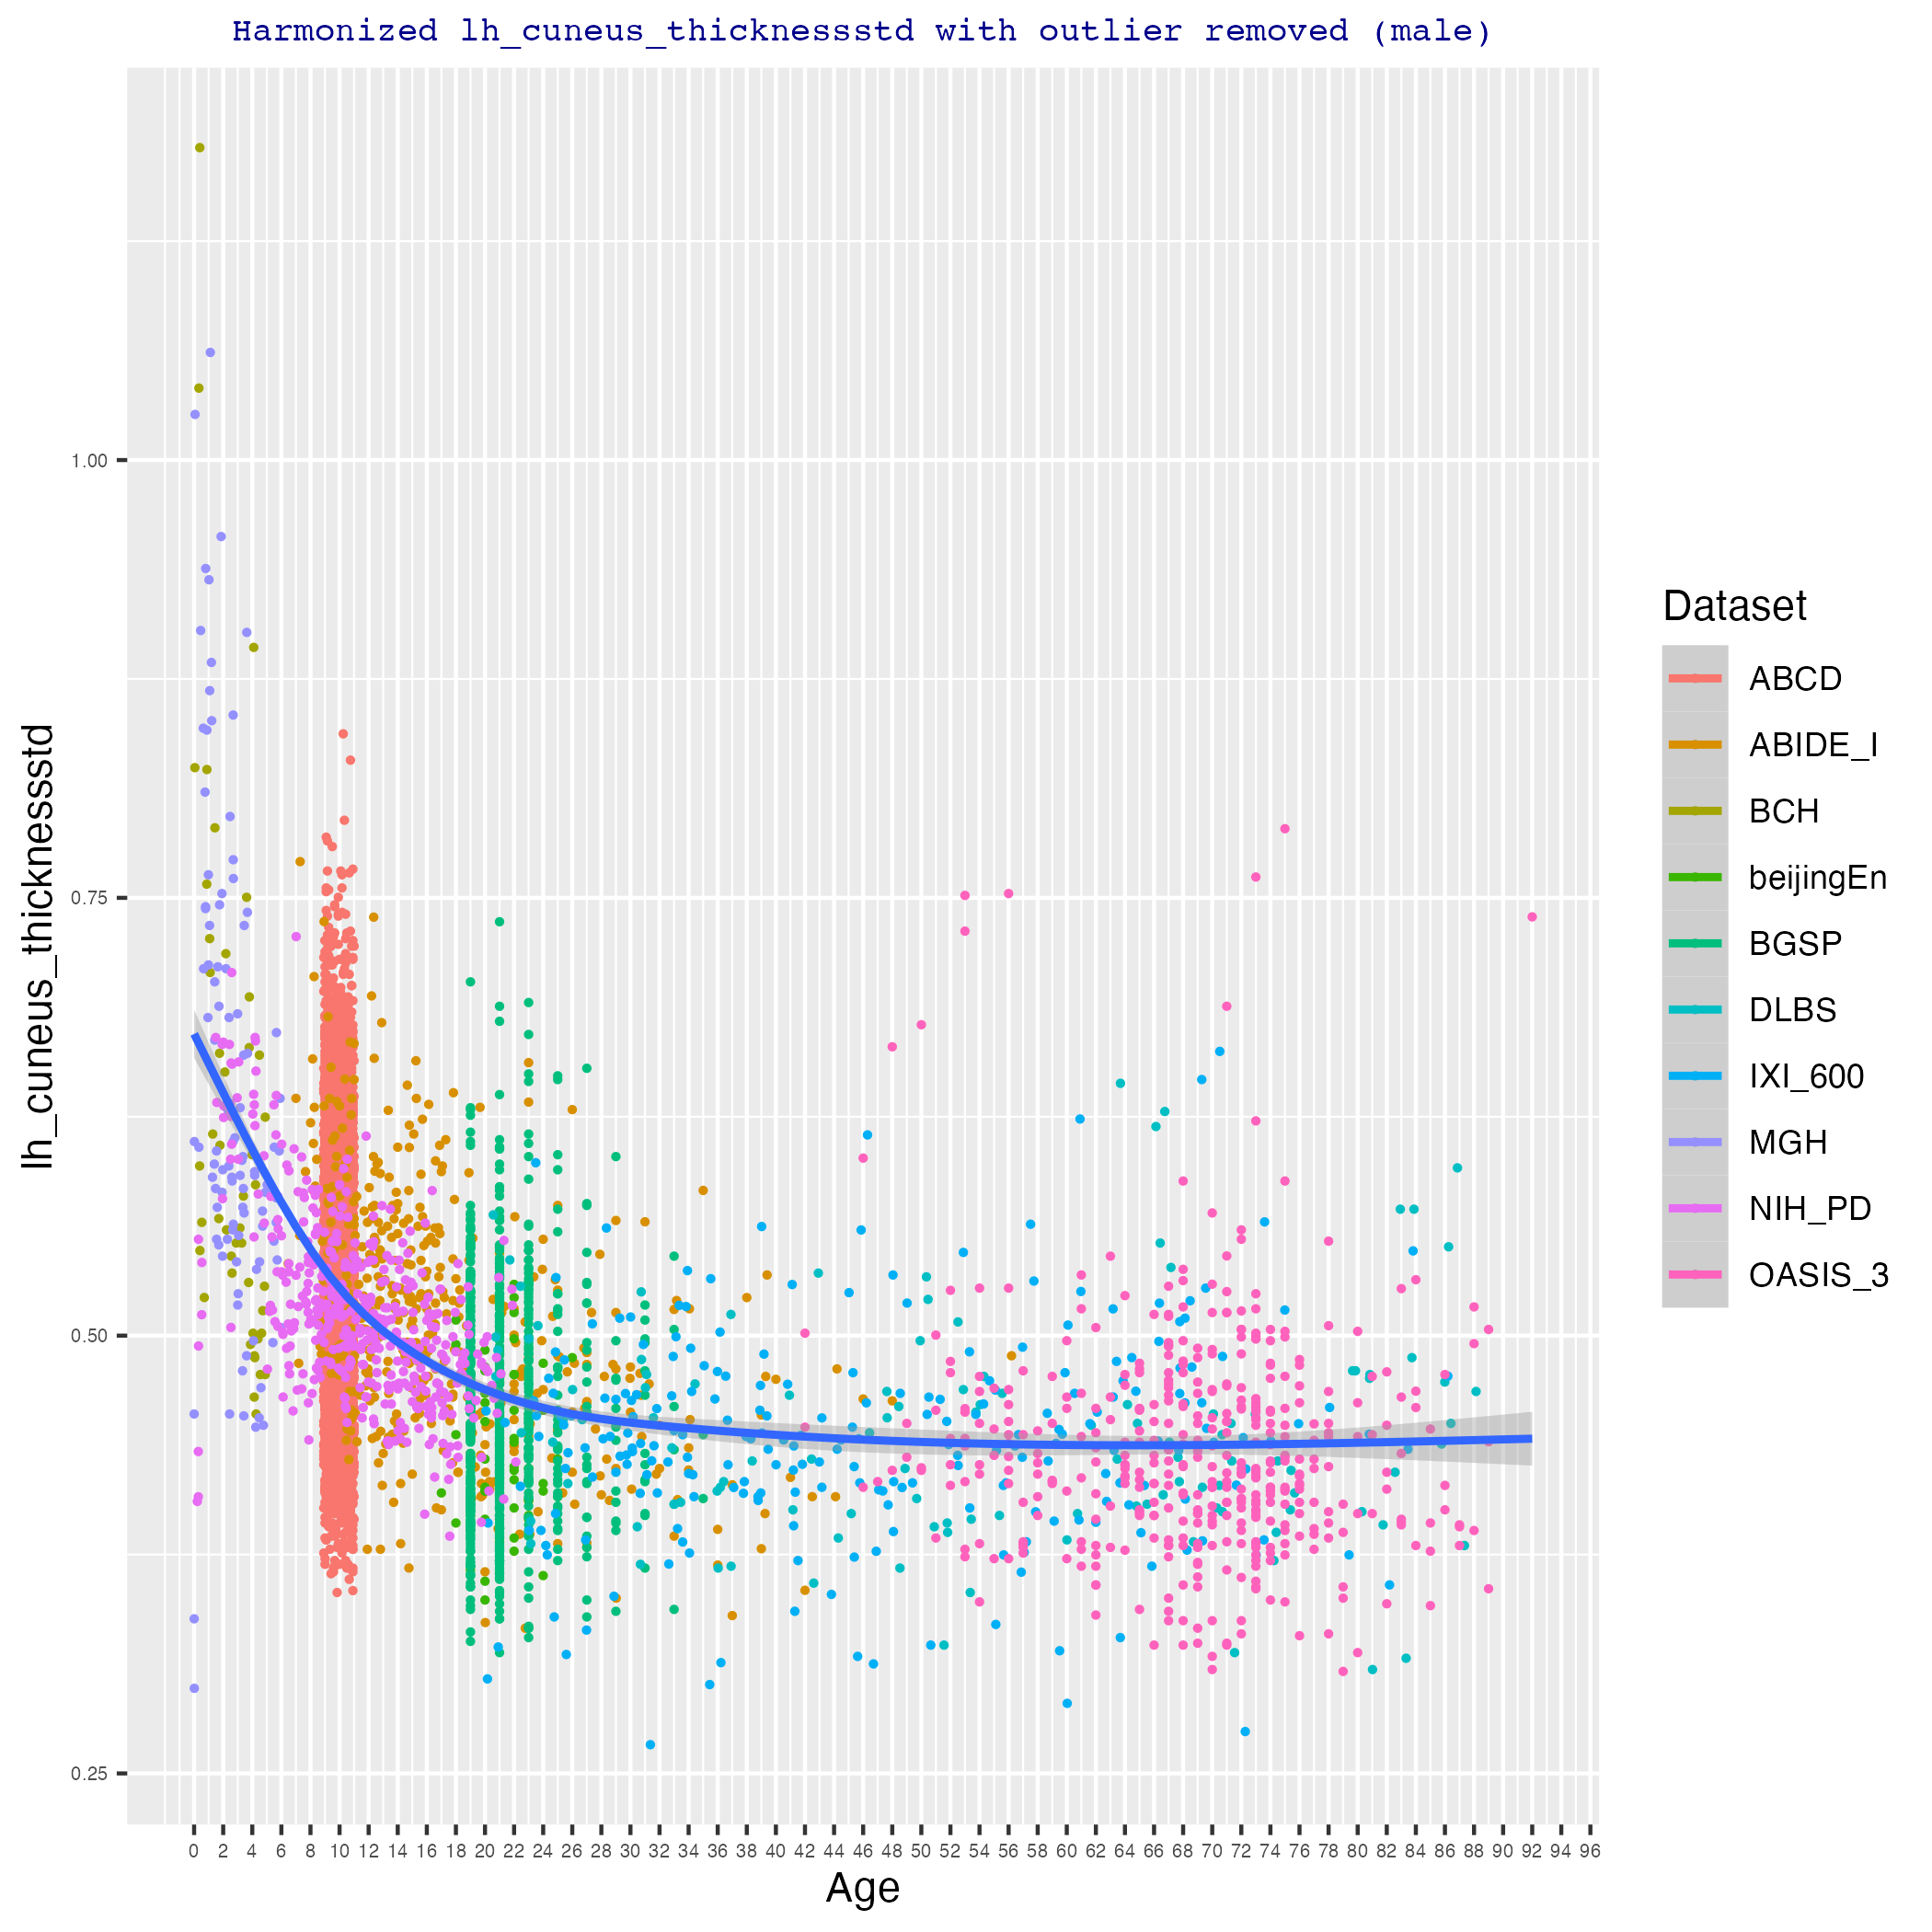 Harmonized lh_cuneus_thicknessstd with outlier removed (male)
lh_cuneus_thicknessstd
1.00
0.75
0.50
0.25
0 2 4 6 8 10 12 14 16 18 20 22 24 26 28 30 32 34 36 38 40 42 44 46 48 50 52 54 56 58 60 62 64 66 68 70 72 74 76 78 80 82 84 86 88 90 92 94 96
Age
Dataset
ABCD
ABIDE_I
BCH
beijingEn
BGSP
DLBS
IXI_600
MGH
NIH_PD
OASIS_3